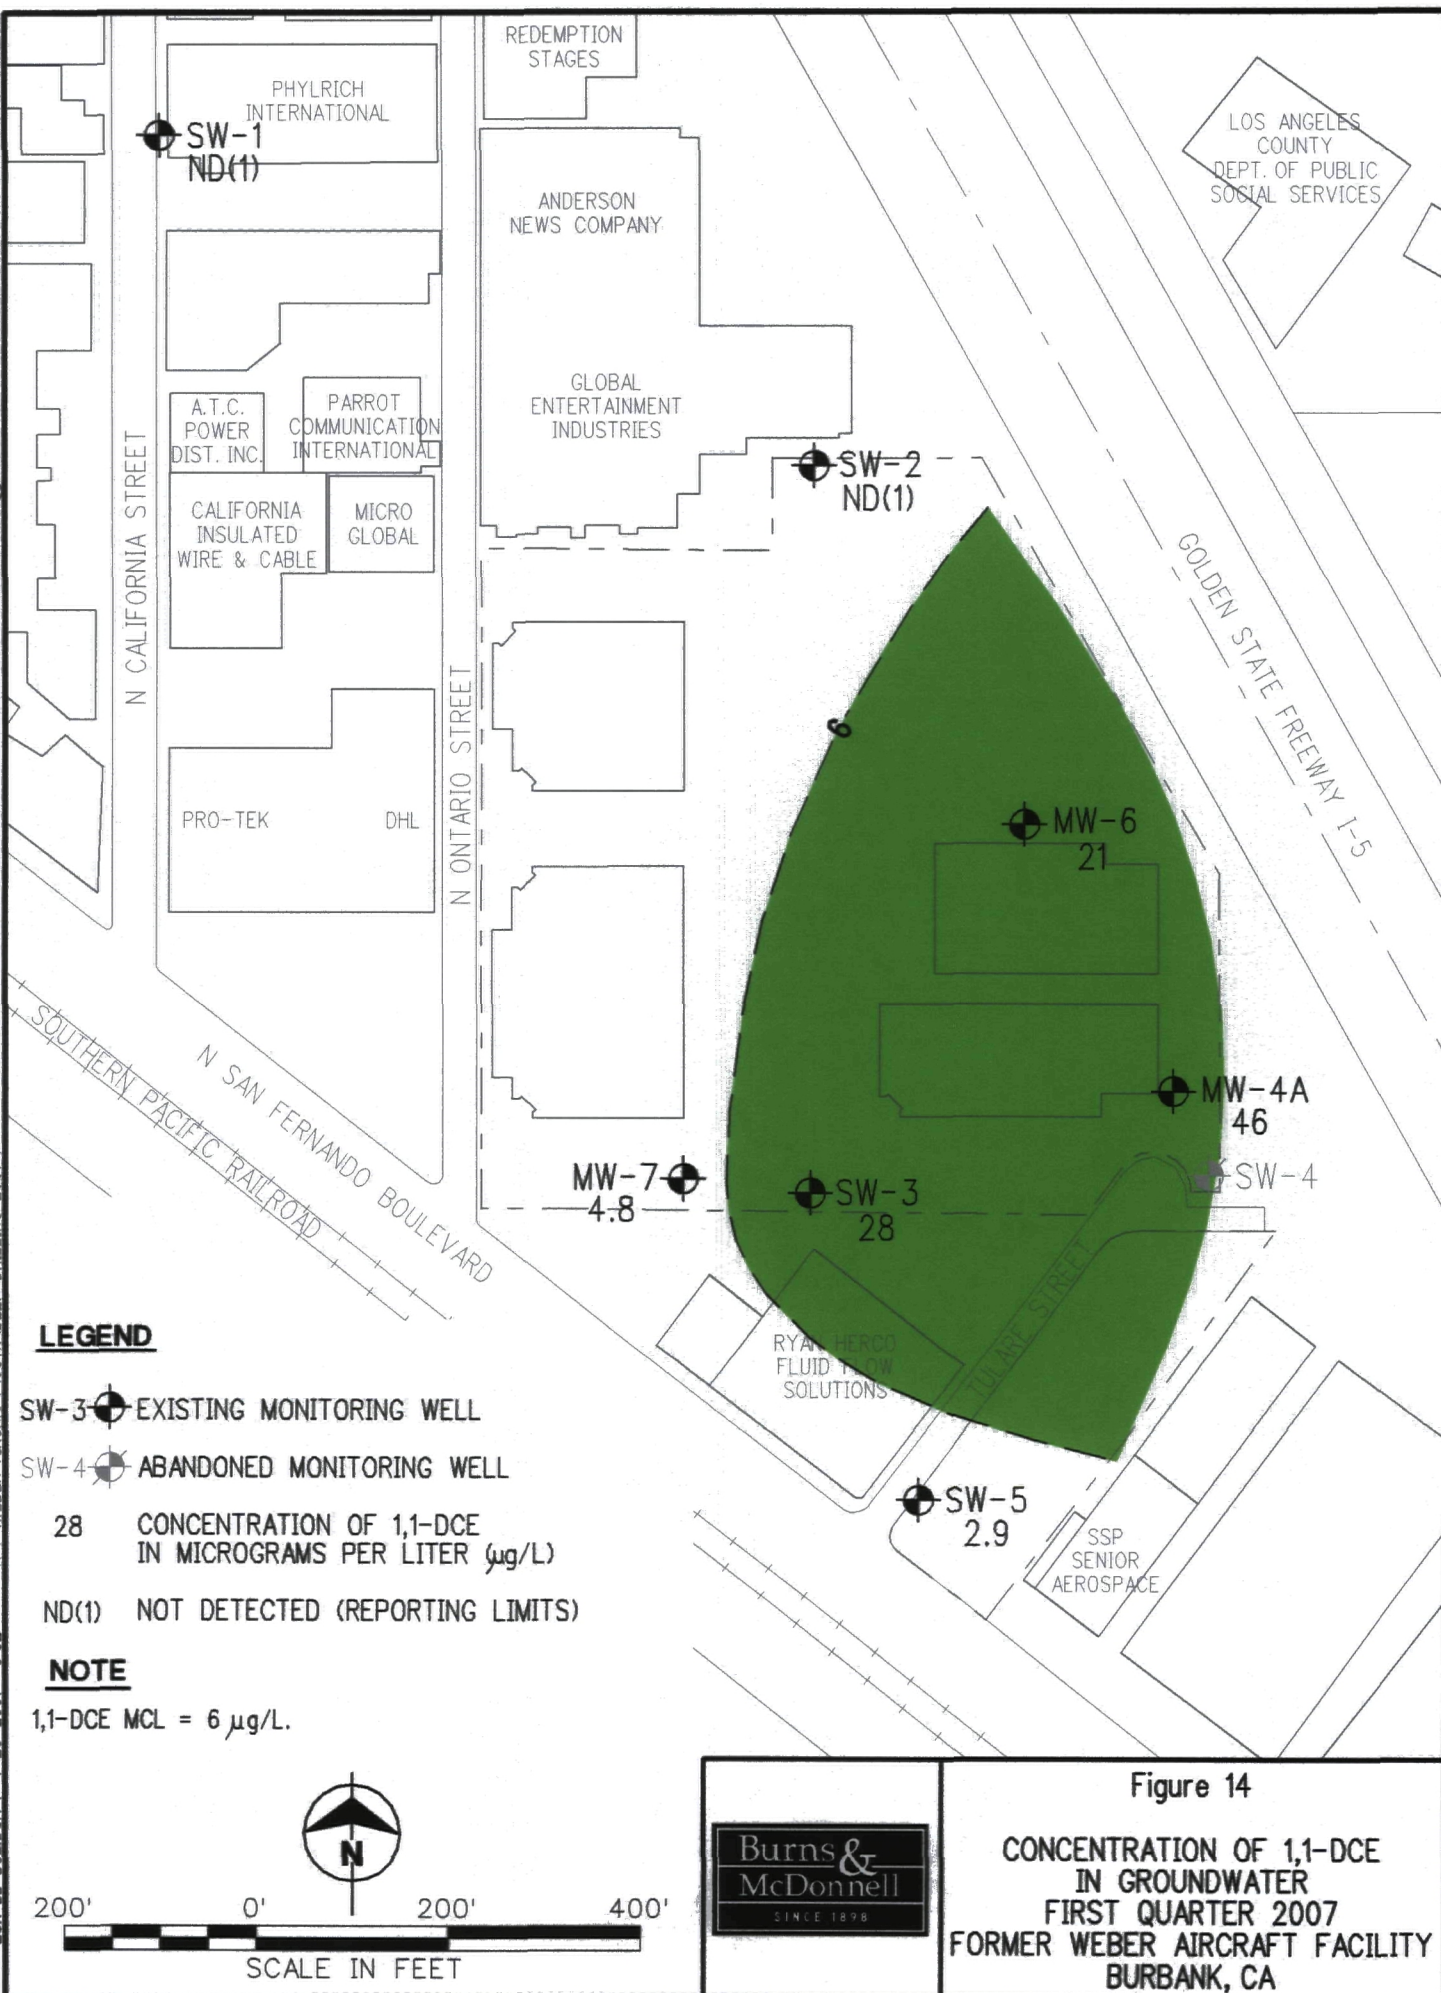 REDEMPTION
STAGES
PHYLRICH
INTERNATIONAL
SW-1
ND(1)
LOS ANGELES
COUNTY
DEPT. OF PUBLIC
SOCIAL SERVICES
ANDERSON
NEWS COMPANY
GLOBAL
ENTERTAINMENT
INDUSTRIES
A.T.C.
POWER
DIST. INC.
PARROT
COMMUNICATION
INTERNATIONAL
SW-2
ND(1)
CALIFORNIA
INSULATED
WIRE & CABLE
MICRO
GLOBAL
N CALIFORNIA STREET
GOLDEN STATE FREEWAY I-5
N ONTARIO STREET
6
PRO-TEK
DHL
MW-6
21
MW-4A
46
SOUTHERN PACIFIC RAILROAD
N SAN FERNANDO BOULEVARD
MW-7
4.8
SW-3
28
SW-4
TULARE STREET
RYAN HERCO
FLUID FLOW
SOLUTIONS
SW-5
2.9
SSP
SENIOR
AEROSPACE
LEGEND
SW-3 EXISTING MONITORING WELL
SW-4 ABANDONED MONITORING WELL
28 CONCENTRATION OF 1,1-DCE
IN MICROGRAMS PER LITER (µg/L)
ND(1) NOT DETECTED (REPORTING LIMITS)
NOTE
1,1-DCE MCL = 6 µg/L.
N
200' 0' 200' 400'
SCALE IN FEET
Burns &
McDonnell
SINCE 1898
Figure 14
CONCENTRATION OF 1,1-DCE
IN GROUNDWATER
FIRST QUARTER 2007
FORMER WEBER AIRCRAFT FACILITY
BURBANK, CA